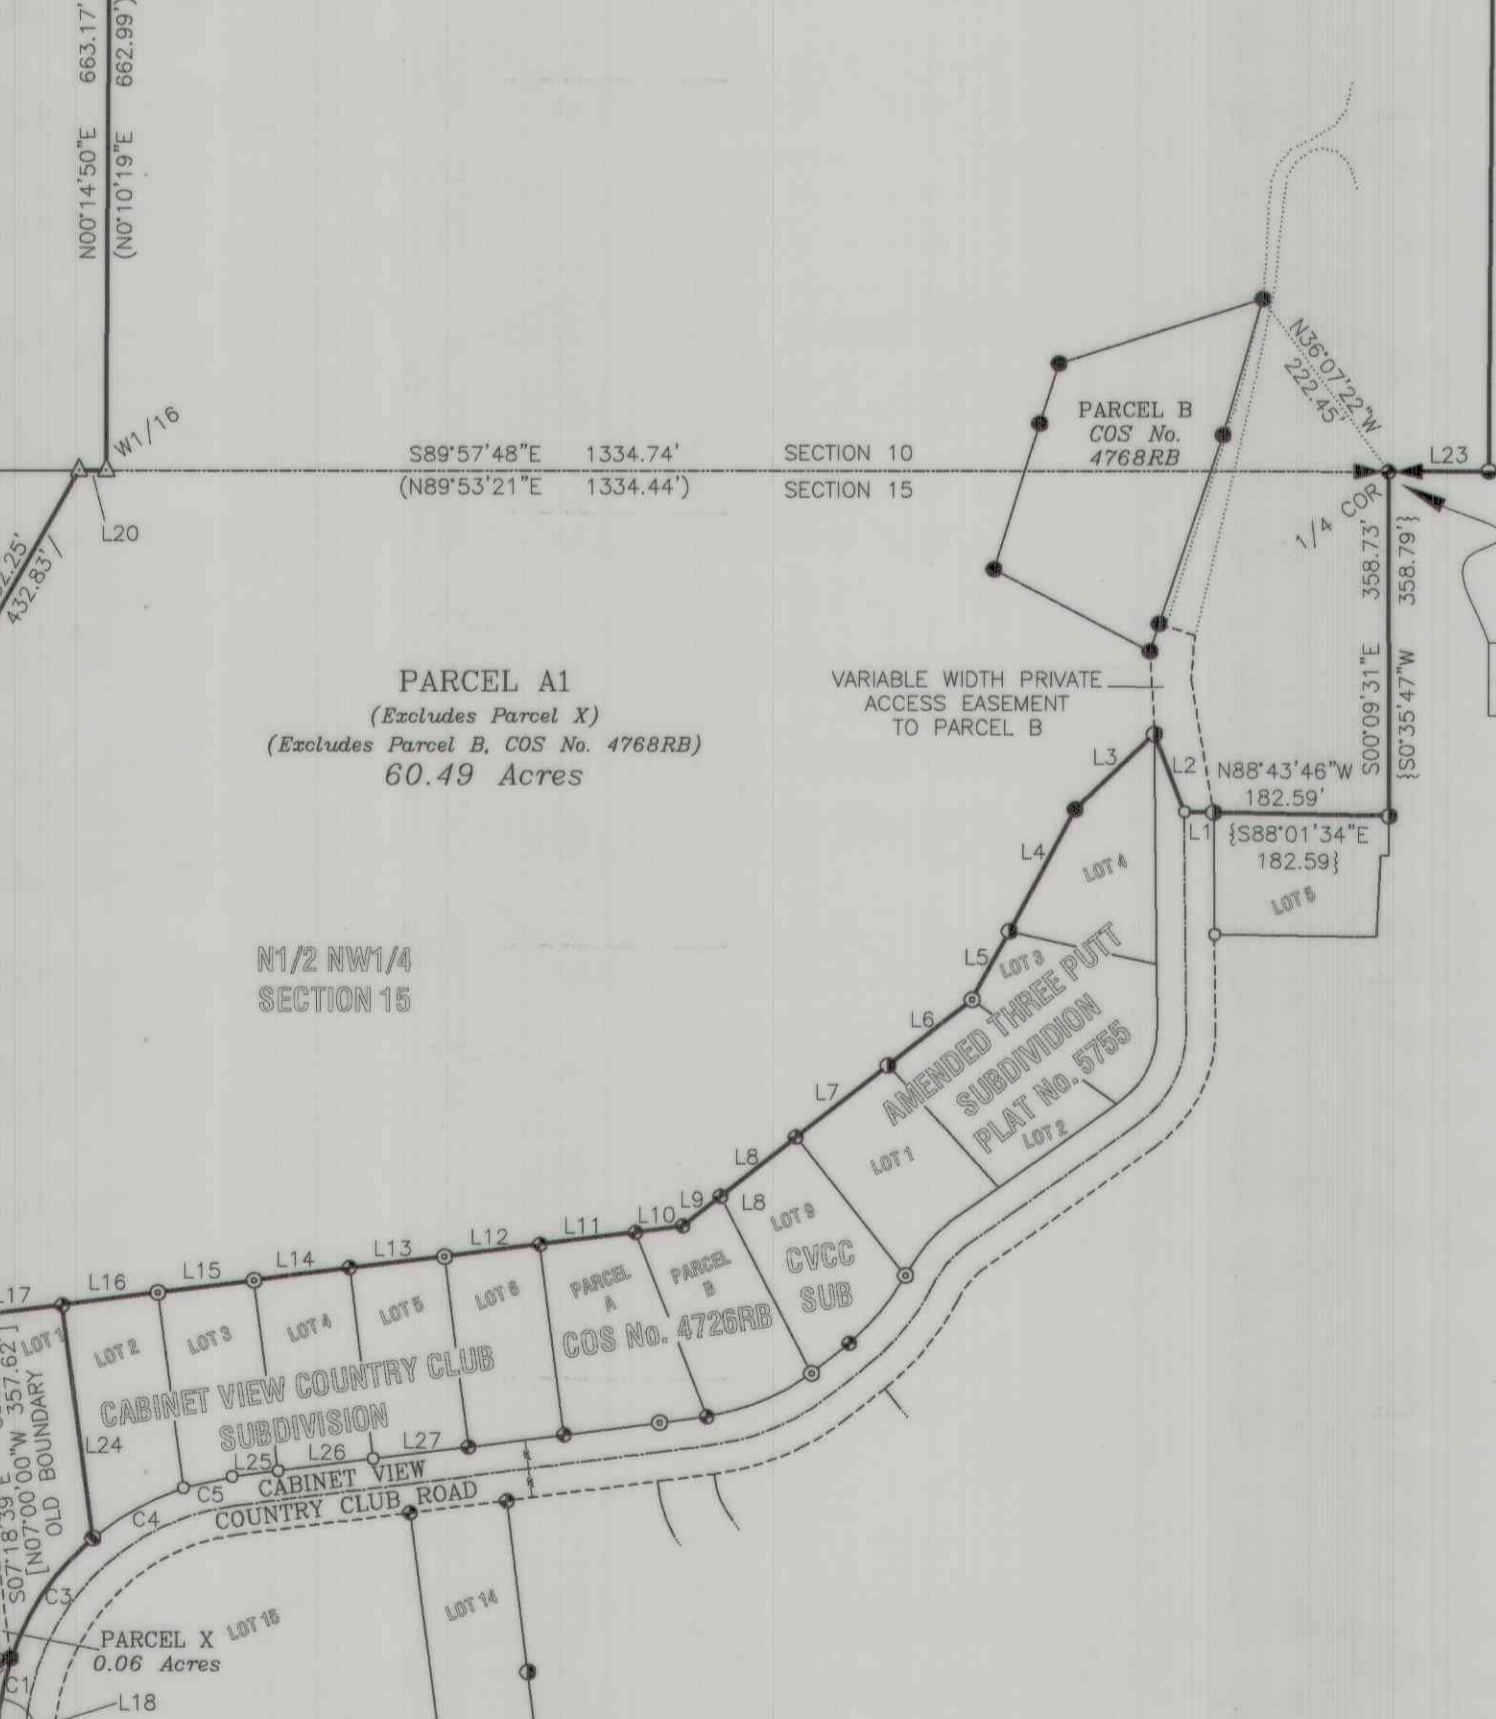 N00°14'50"E 663.17'
(N0°10'19"E 662.99')
W1/16
L20
432.83'/
S89°57'48"E 1334.74'
(N89°53'21"E 1334.44')
SECTION 10
SECTION 15
PARCEL B
COS No.
4768RB
N36°07'22"W
222.45'
L23
1/4 COR
S00°09'31"E 358.73'
{S0°35'47"W 358.79'}
PARCEL A1
(Excludes Parcel X)
(Excludes Parcel B, COS No. 4768RB)
60.49 Acres
VARIABLE WIDTH PRIVATE
ACCESS EASEMENT
TO PARCEL B
L3
L2
N88°43'46"W
182.59'
L1
{S88°01'34"E
182.59}
LOT 5
L4
LOT 4
N1/2 NW1/4
SECTION 15
L5
LOT 3
L6
AMENDED THREE PUTT
SUBDIVIDION
PLAT No. 5755
LOT 2
L7
LOT 1
L8
L8
L9
LOT 9
CVCC
SUB
L10
L11
L12
L13
L14
L15
L16
L17
LOT 1
LOT 2
LOT 3
LOT 4
LOT 5
LOT 6
PARCEL
A
PARCEL
B
COS No. 4726RB
CABINET VIEW COUNTRY CLUB
SUBDIVISION
S07°18'39"E
[N07°00'00"W 357.62']
OLD BOUNDARY
L24
L25
L26
L27
C5
C4
CABINET VIEW
COUNTRY CLUB ROAD
C3
PARCEL X
0.06 Acres
LOT 15
LOT 14
C1
L18